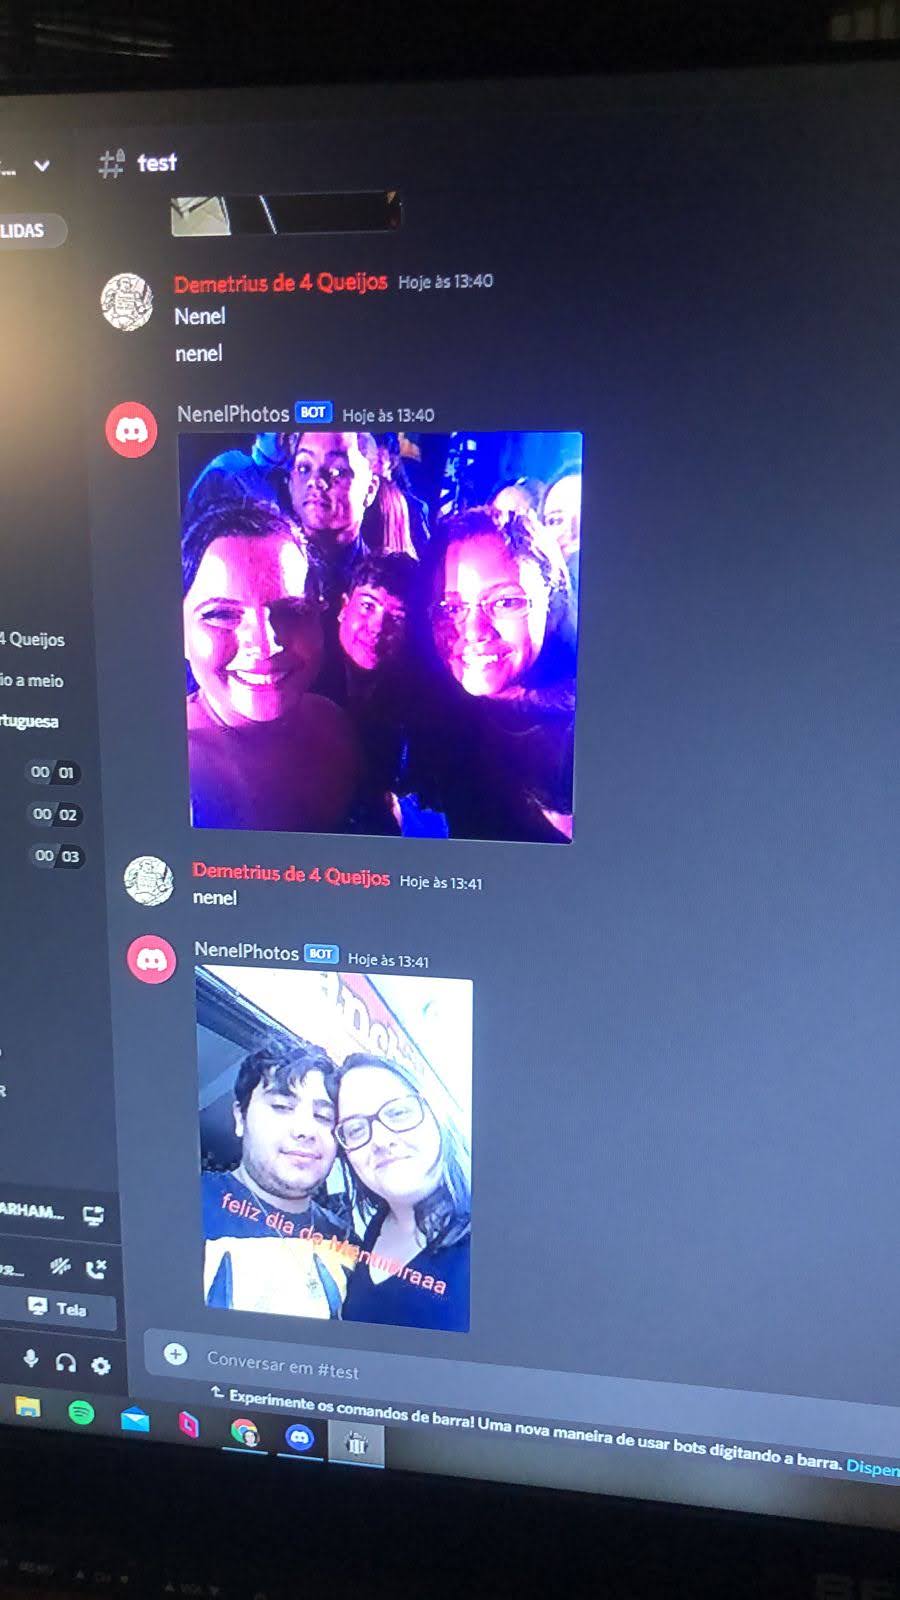 test
LIDAS
Demetrius de 4 Queijos Hoje às 13:40
Nenel
nenel
NenelPhotos BOT Hoje às 13:40
4 Queijos
io a meio
rtuguesa
00 01
00 02
00 03
Demetrius de 4 Queijos Hoje às 13:41
nenel
NenelPhotos BOT Hoje às 13:41
feliz dia da
ARHAM...
Tela
Conversar em #test
Experimente os comandos de barra! Uma nova maneira de usar bots digitando a barra. Dispen